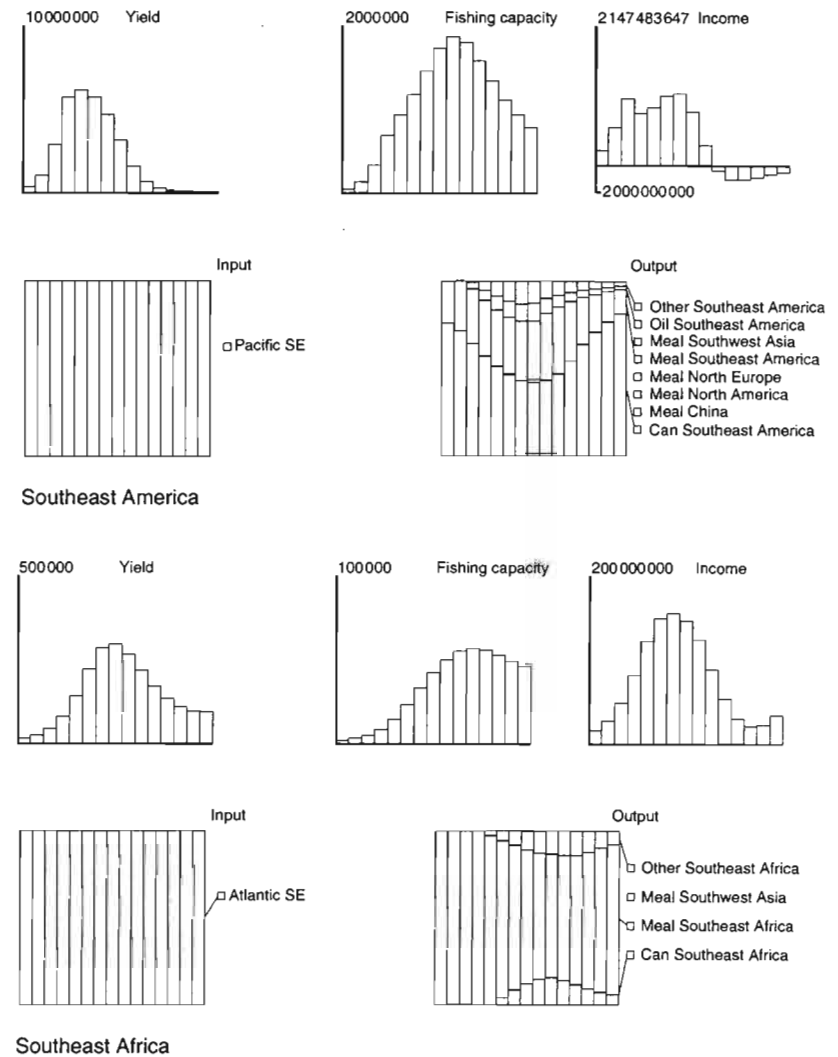 10000000 Yield
2000000 Fishing capacity
2147483647 Income
-2000000000
Input
Pacific SE
Output
Other Southeast America
Oil Southeast America
Meal Southwest Asia
Meal Southeast America
Meal North Europe
Meal North America
Meal China
Can Southeast America
Southeast America
500000 Yield
100000 Fishing capacity
200000000 Income
Input
Atlantic SE
Output
Other Southeast Africa
Meal Southwest Asia
Meal Southeast Africa
Can Southeast Africa
Southeast Africa